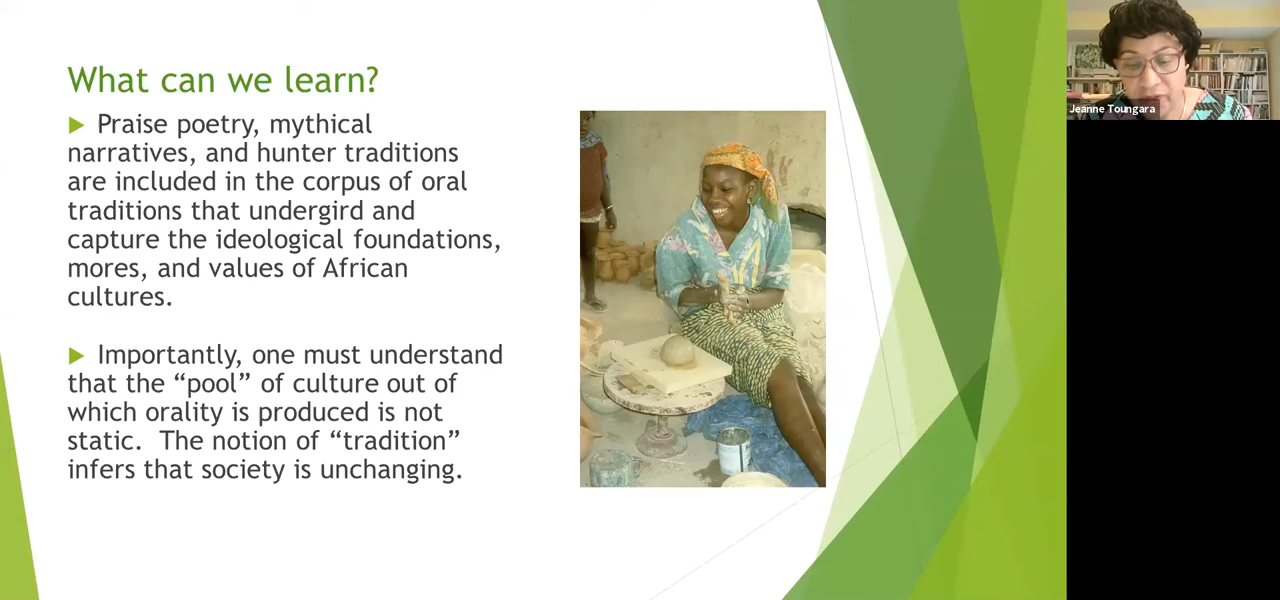 What can we learn?
Praise poetry, mythical
narratives, and hunter traditions
are included in the corpus of oral
traditions that undergird and
capture the ideological foundations,
mores, and values of African
cultures.
Importantly, one must understand
that the “pool” of culture out of
which orality is produced is not
static.  The notion of “tradition”
infers that society is unchanging.
Jeanne Toungara